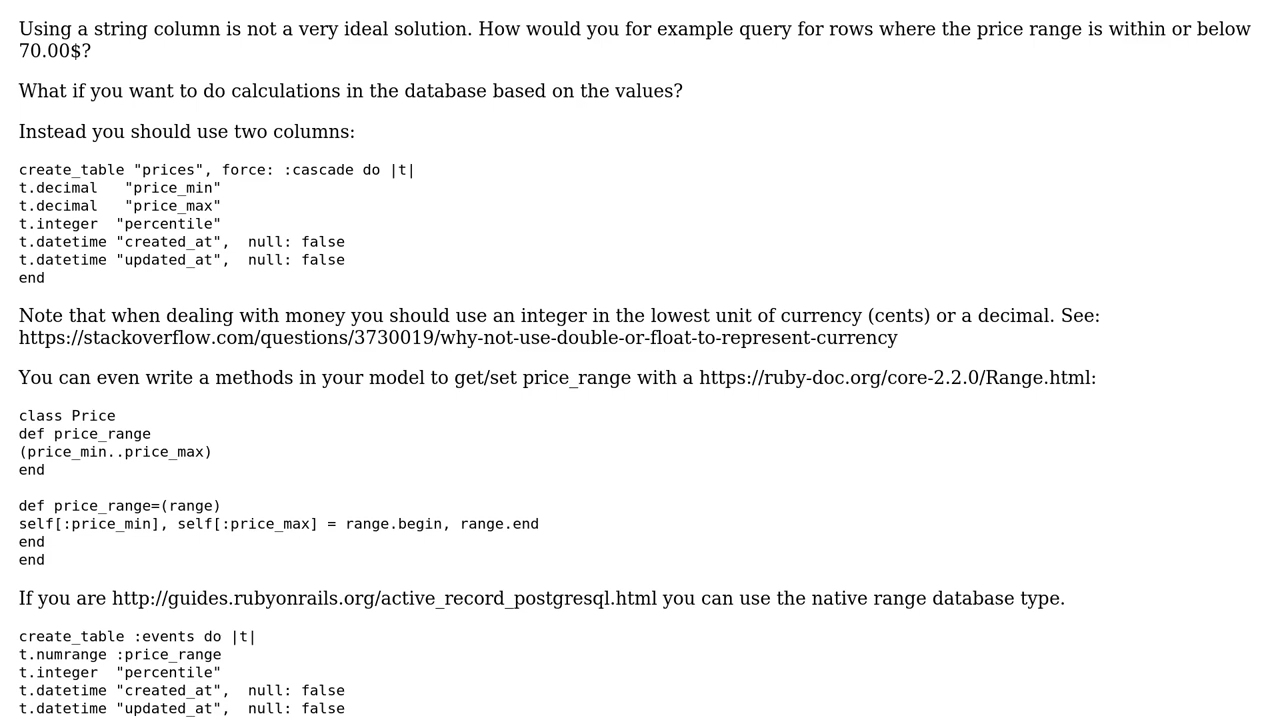 Using a string column is not a very ideal solution. How would you for example query for rows where the price range is within or below
70.00$?
What if you want to do calculations in the database based on the values?
Instead you should use two columns:
create_table "prices", force: :cascade do |t|
t.decimal   "price_min"
t.decimal   "price_max"
t.integer  "percentile"
t.datetime "created_at",  null: false
t.datetime "updated_at",  null: false
end
Note that when dealing with money you should use an integer in the lowest unit of currency (cents) or a decimal. See:
https://stackoverflow.com/questions/3730019/why-not-use-double-or-float-to-represent-currency
You can even write a methods in your model to get/set price_range with a https://ruby-doc.org/core-2.2.0/Range.html:
class Price
def price_range
(price_min..price_max)
end
def price_range=(range)
self[:price_min], self[:price_max] = range.begin, range.end
end
end
If you are http://guides.rubyonrails.org/active_record_postgresql.html you can use the native range database type.
create_table :events do |t|
t.numrange :price_range
t.integer  "percentile"
t.datetime "created_at",  null: false
t.datetime "updated_at",  null: false